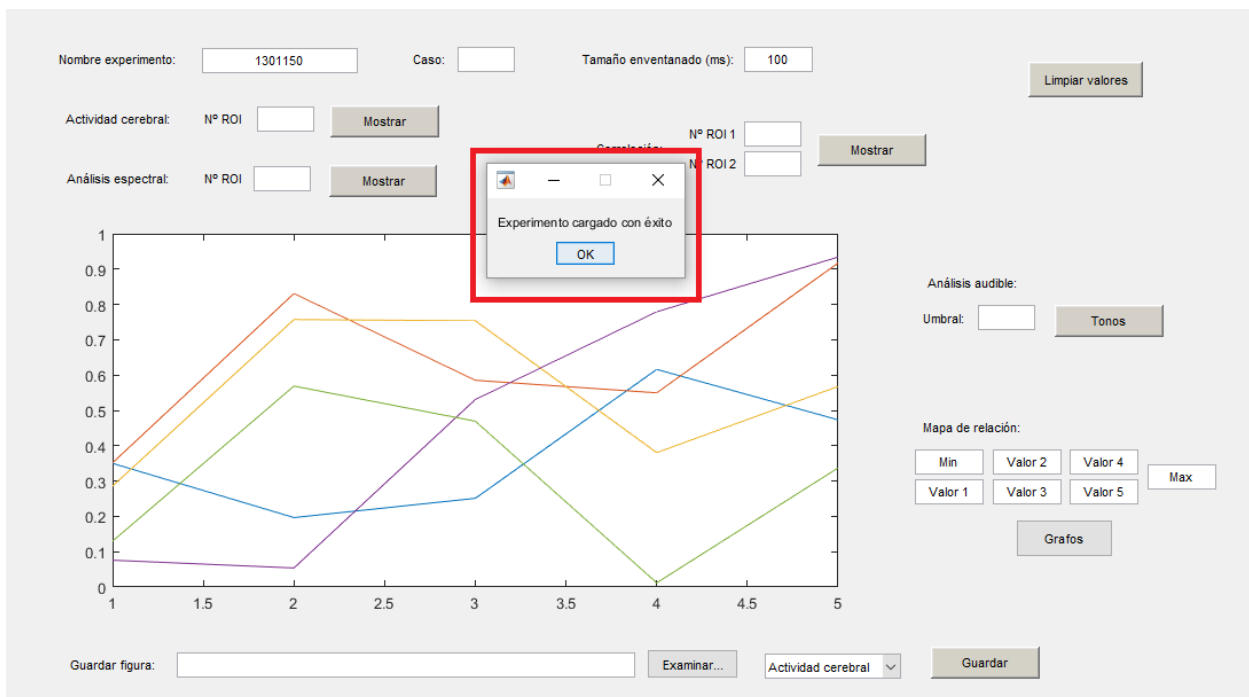 Nombre experimento: 1301150 Caso: Tamaño enventanado (ms): 100
Limpiar valores
Actividad cerebral: Nº ROI Mostrar
Nº ROI 1
Nº ROI 2
Mostrar
Análisis espectral: Nº ROI Mostrar
Experimento cargado con éxito
OK
1
0.9
0.8
0.7
0.6
0.5
0.4
0.3
0.2
0.1
0
1 1.5 2 2.5 3 3.5 4 4.5 5
Análisis audible:
Umbral: Tonos
Mapa de relación:
Min Valor 2 Valor 4
Max
Valor 1 Valor 3 Valor 5
Grafos
Guardar figura: Examinar... Actividad cerebral Guardar